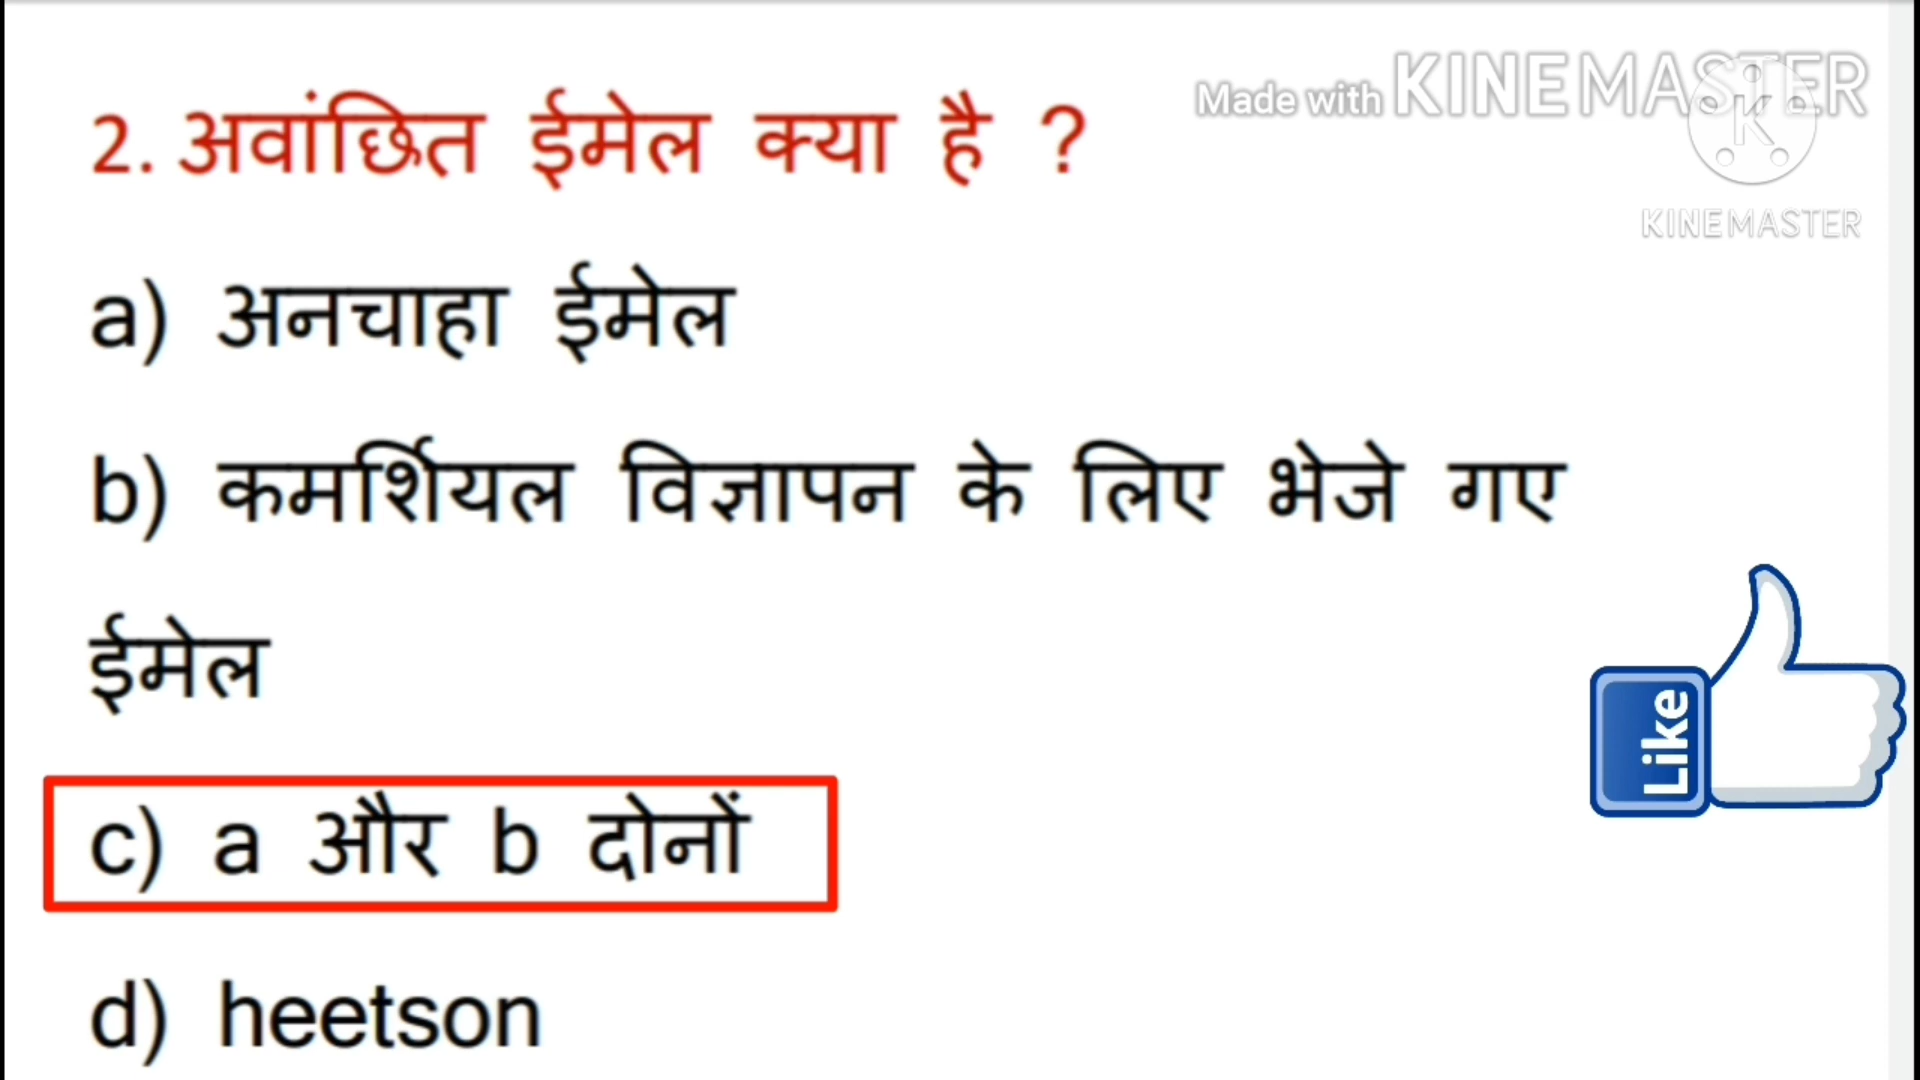 Made with KINEMASTER
K
KINEMASTER
2. अवांछित ईमेल क्या है ?
a) अनचाहा ईमेल
b) कमर्शियल विज्ञापन के लिए भेजे गए
ईमेल
Like
c) a और b दोनों
d) heetson